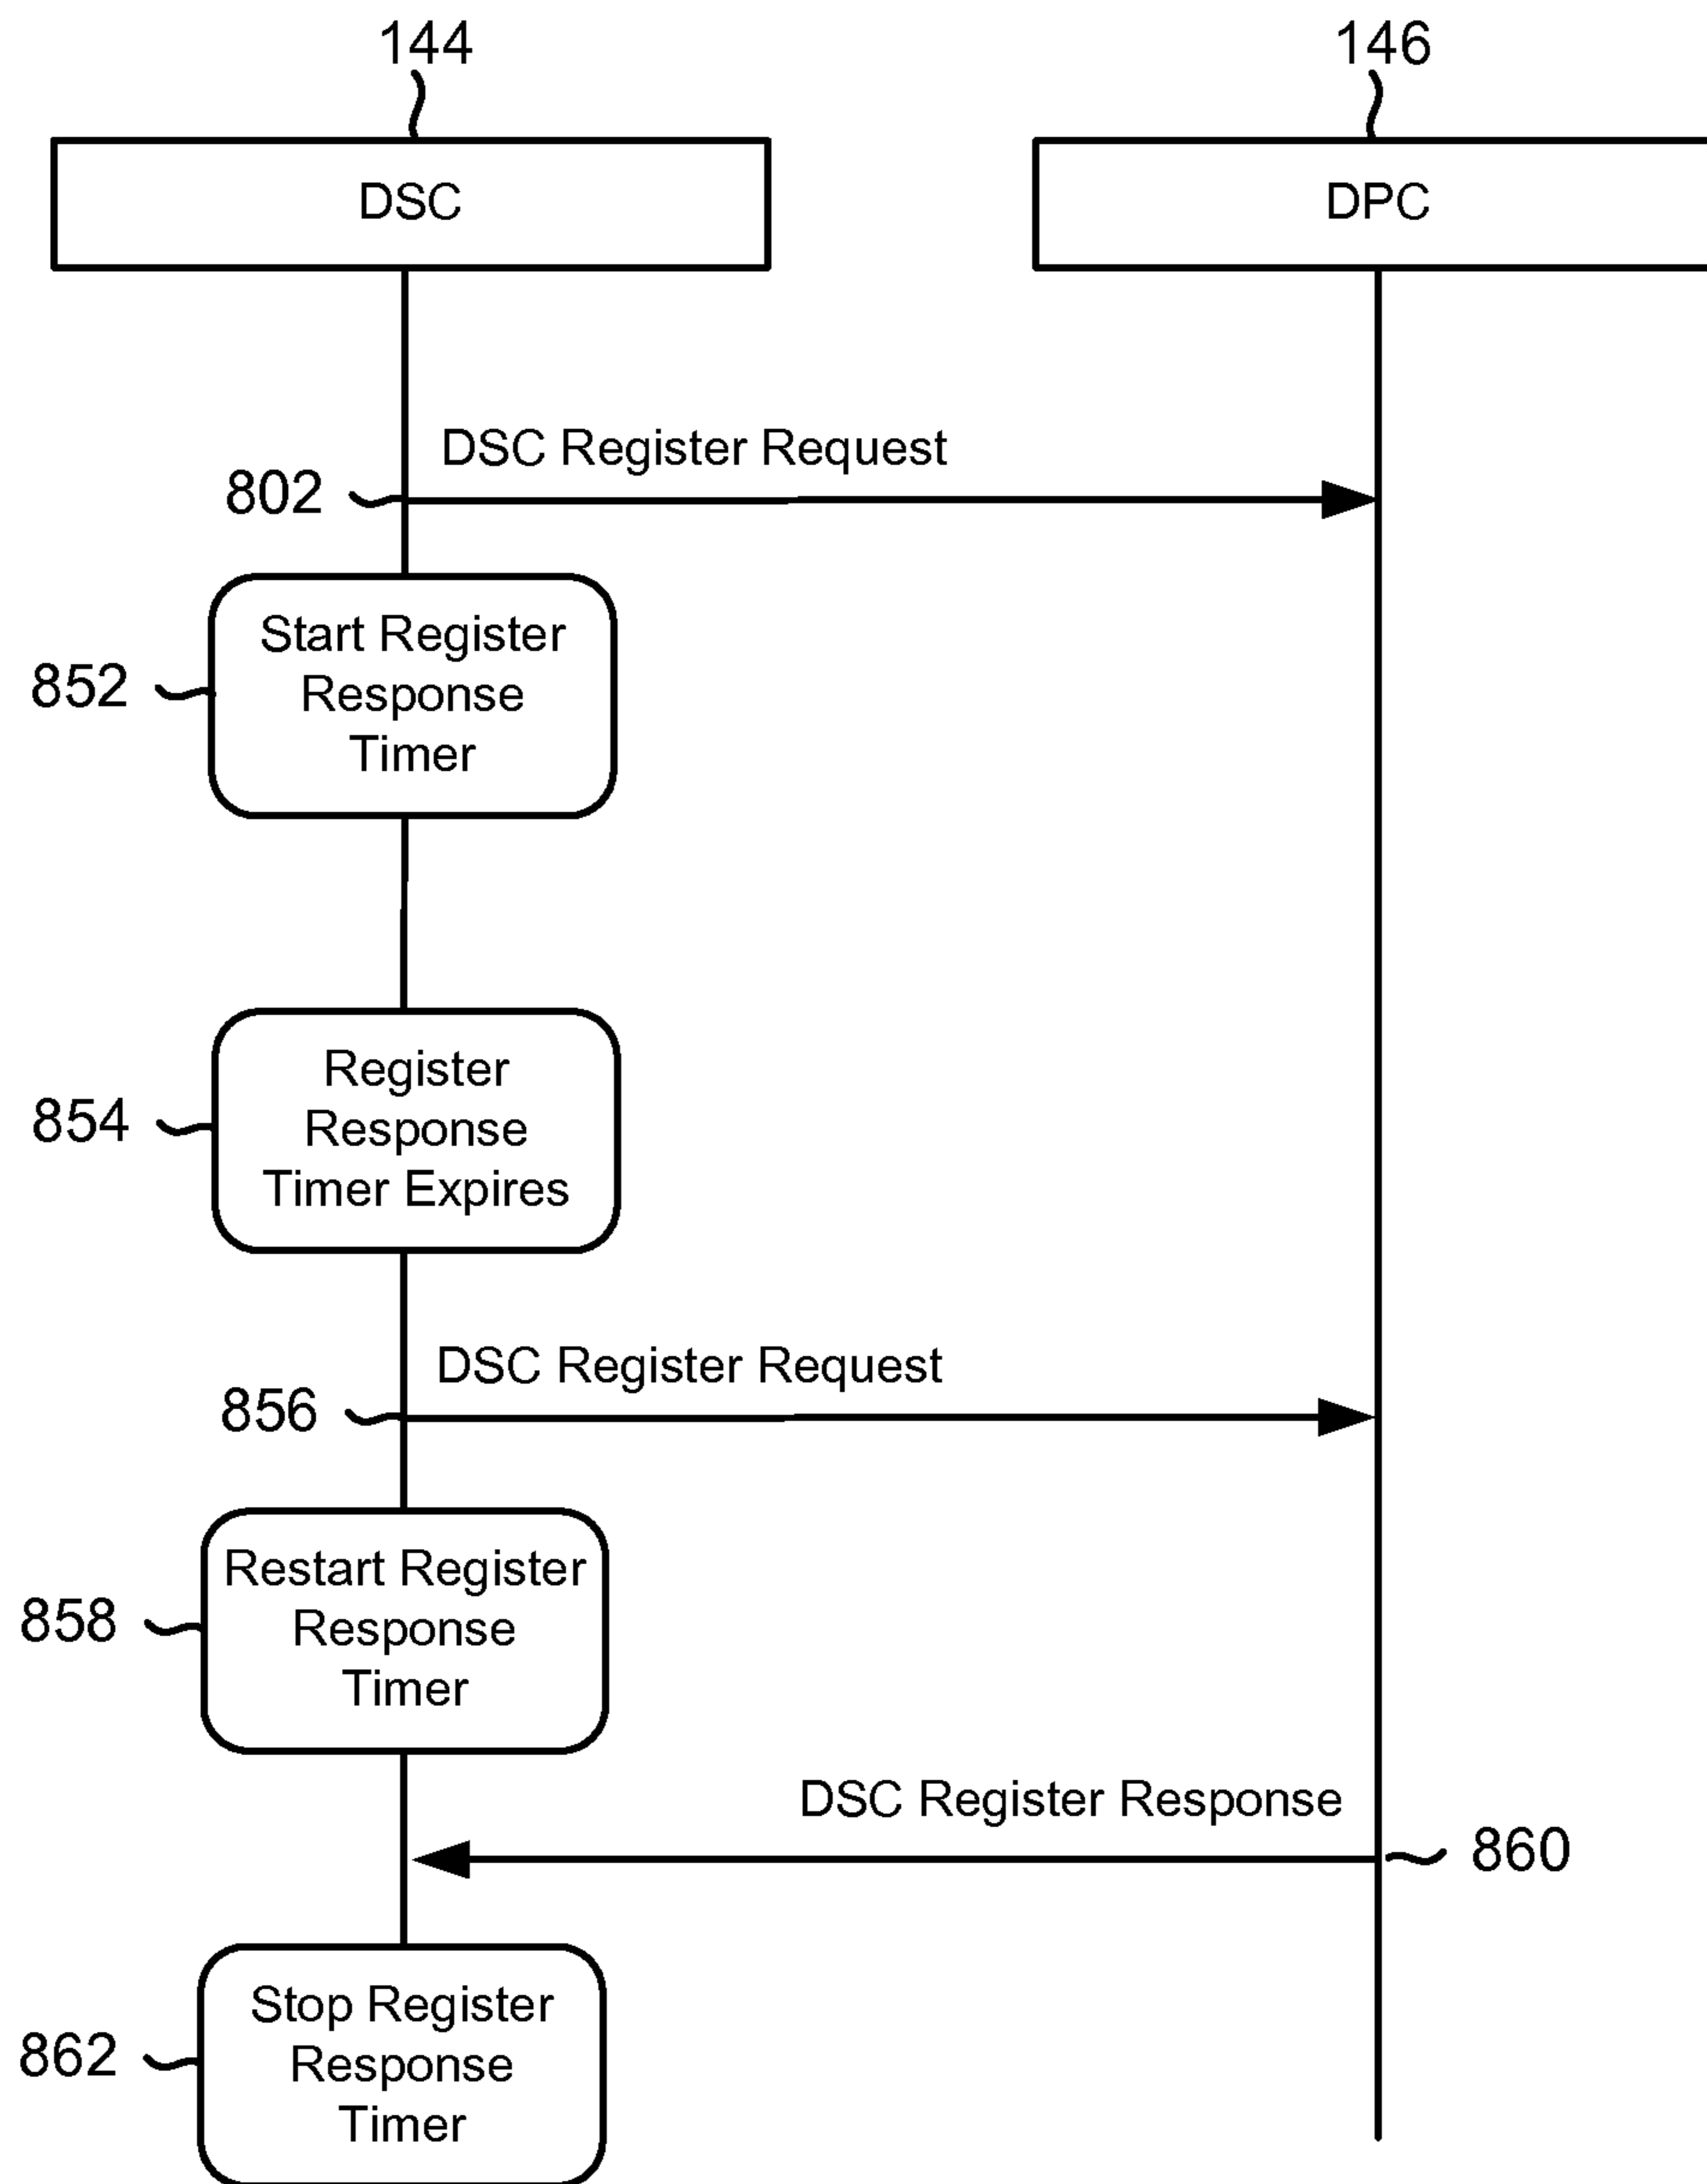 144
146
DSC
DPC
DSC Register Request
802
Start Register
Response
Timer
852
Register
Response
Timer Expires
854
DSC Register Request
856
Restart Register
Response
Timer
858
DSC Register Response
860
Stop Register
Response
Timer
862